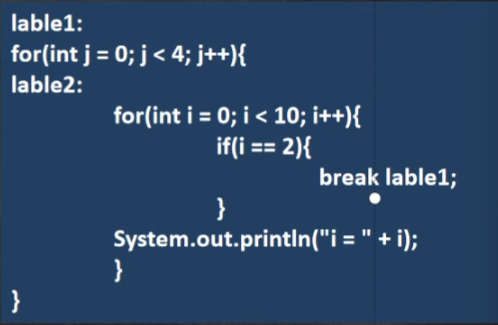 lable1:
for(int j = 0; j < 4; j++){
lable2:
for(int i = 0; i < 10; i++){
if(i == 2){
break lable1;
}
System.out.println("i = " + i);
}
}